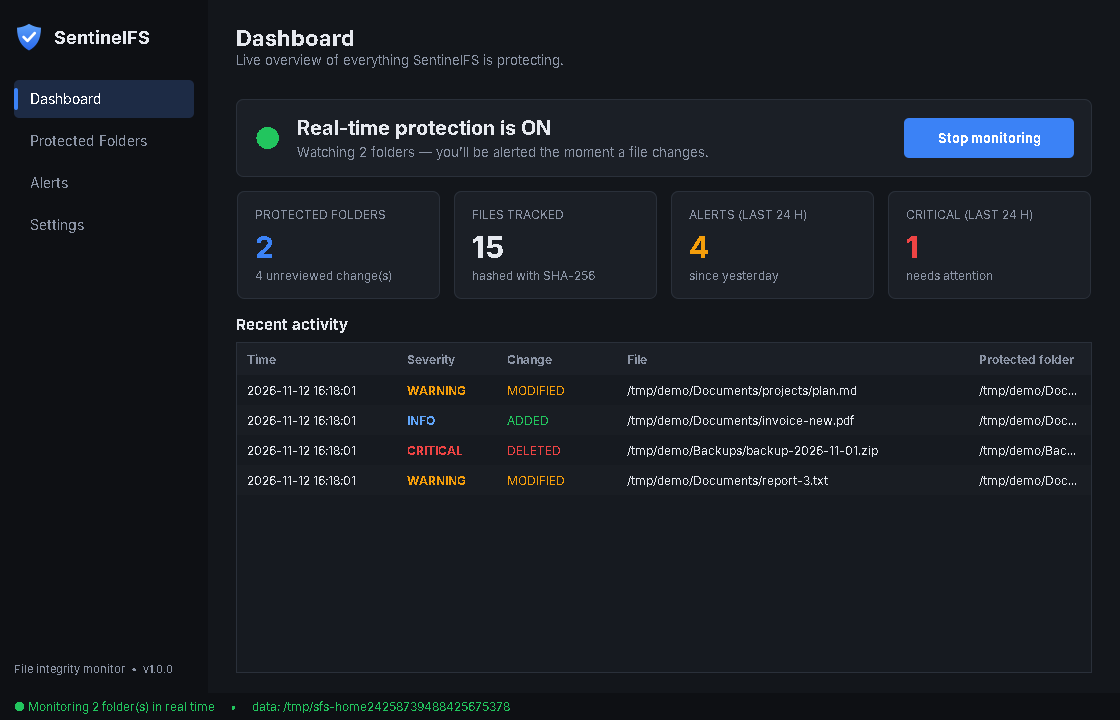 SentinelFS
Dashboard
Protected Folders
Alerts
Settings
File integrity monitor • v1.0.0
Dashboard
Live overview of everything SentinelFS is protecting.
Real-time protection is ON
Watching 2 folders — you'll be alerted the moment a file changes.
Stop monitoring
PROTECTED FOLDERS
2
4 unreviewed change(s)
FILES TRACKED
15
hashed with SHA-256
ALERTS (LAST 24 H)
4
since yesterday
CRITICAL (LAST 24 H)
1
needs attention
Recent activity
Time Severity Change File Protected folder
2026-11-12 16:18:01 WARNING MODIFIED /tmp/demo/Documents/projects/plan.md /tmp/demo/Doc...
2026-11-12 16:18:01 INFO ADDED /tmp/demo/Documents/invoice-new.pdf /tmp/demo/Doc...
2026-11-12 16:18:01 CRITICAL DELETED /tmp/demo/Backups/backup-2026-11-01.zip /tmp/demo/Bac...
2026-11-12 16:18:01 WARNING MODIFIED /tmp/demo/Documents/report-3.txt /tmp/demo/Doc...
● Monitoring 2 folder(s) in real time • data: /tmp/sfs-home24258739488425675378